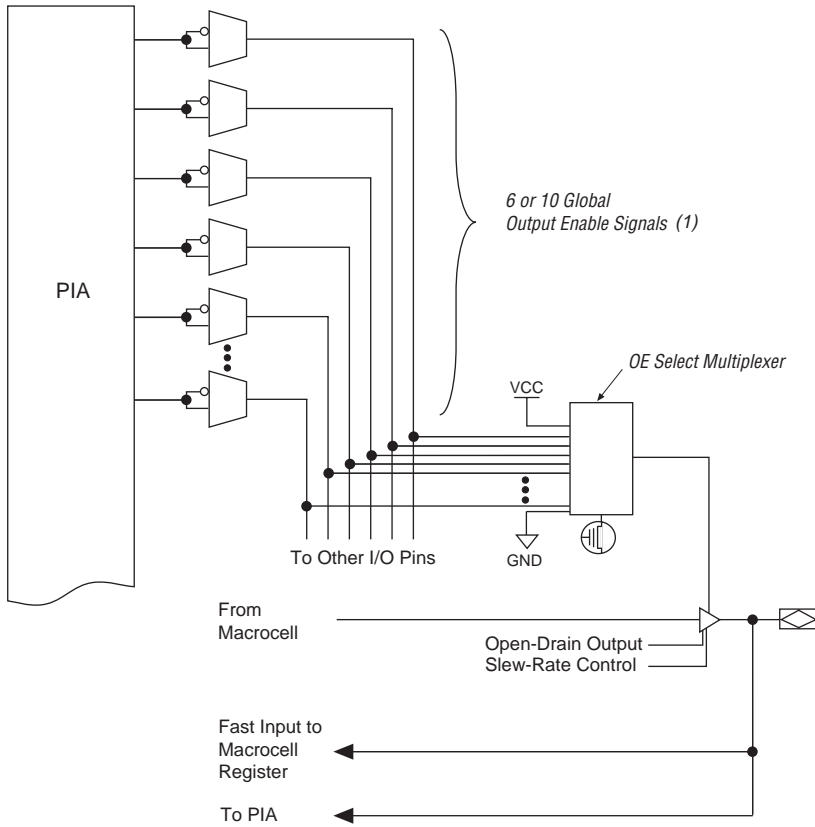 PIA
6 or 10 Global
Output Enable Signals (1)
OE Select Multiplexer
VCC
To Other I/O Pins
GND
From
Macrocell
Open-Drain Output
Slew-Rate Control
Fast Input to
Macrocell
Register
To PIA